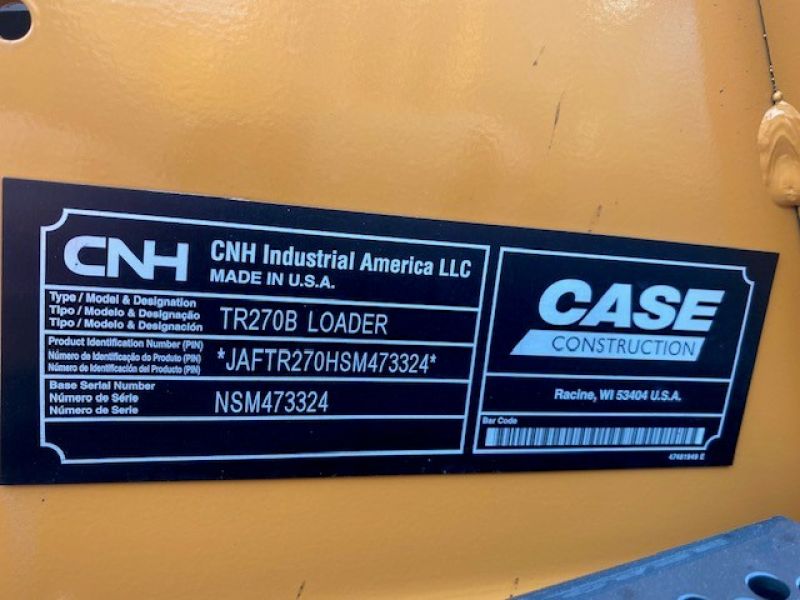 CNH
CNH Industrial America LLC
MADE IN U.S.A.
Type / Model & Designation
Tipo / Modelo & Designação
Tipo / Modelo & Designación
TR270B LOADER
Product Identification Number (PIN)
Número de Identificação do Produto (PIN)
Número de Identificación del Producto (PIN)
*JAFTR270HSM473324*
Base Serial Number
Número de Série
Número de Serie
NSM473324
CASE
CONSTRUCTION
Racine, WI 53404 U.S.A.
Bar Code
47481949 E